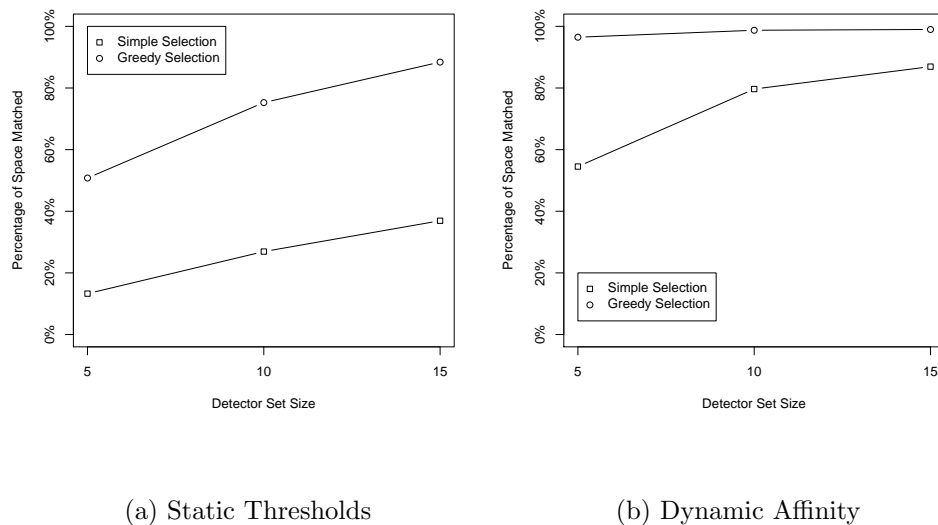 Percentage of Space Matched
100%
80%
60%
40%
20%
0%
Simple Selection
Greedy Selection
5
10
15
Detector Set Size
(a) Static Thresholds
Percentage of Space Matched
100%
80%
60%
40%
20%
0%
Simple Selection
Greedy Selection
5
10
15
Detector Set Size
(b) Dynamic Affinity